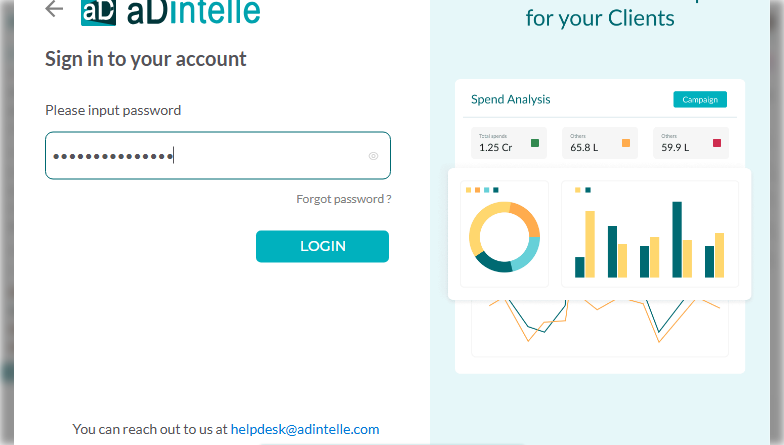 aD aDintelle
Sign in to your account
Please input password
•••••••••••••••
Forgot password ?
LOGIN
You can reach out to us at helpdesk@adintelle.com
for your Clients
Spend Analysis
Campaign
Total spends
1.25 Cr
Others
65.8 L
Others
59.9 L